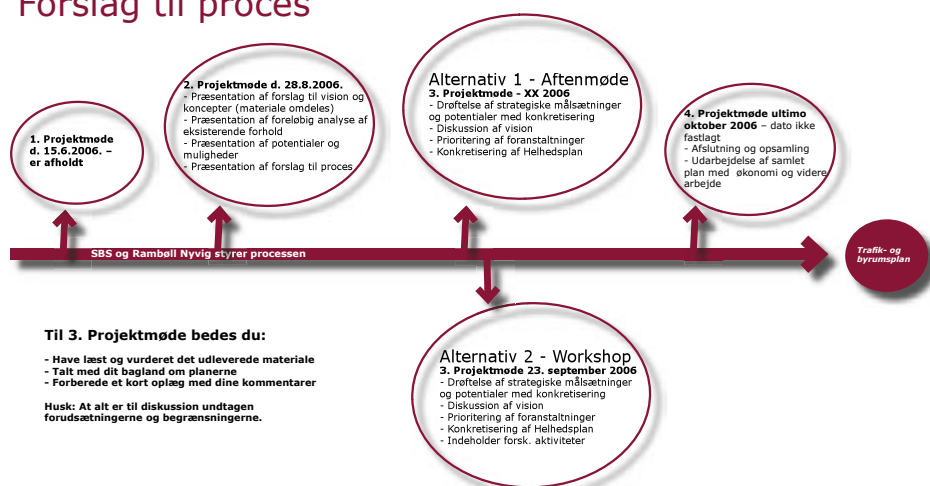 Forslag til proces
1. Projektmøde
d. 15.6.2006. –
er afholdt
2. Projektmøde d. 28.8.2006.
- Præsentation af forslag til vision og
koncepter (materiale omdeles)
- Præsentation af foreløbig analyse af
eksisterende forhold
- Præsentation af potentialer og
muligheder
- Præsentation af forslag til proces
Alternativ 1 - Aftenmøde
3. Projektmøde – XX 2006
- Drøftelse af strategiske målsætninger
og potentialer med konkretisering
- Diskussion af vision
- Prioritering af foranstaltninger
- Konkretisering af Helhedsplan
4. Projektmøde ultimo
oktober 2006 – dato ikke
fastlagt
- Afslutning og opsamling
- Udarbejdelse af samlet
plan med økonomi og videre
arbejde
SBS og Rambøll Nyvig styrer processen
Trafik- og
byrumsplan
Til 3. Projektmøde bedes du:
- Have læst og vurderet det udleverede materiale
- Talt med dit bagland om planerne
- Forberede et kort oplæg med dine kommentarer
Husk: At alt er til diskussion undtagen
forudsætningerne og begrænsningerne.
Alternativ 2 - Workshop
3. Projektmøde 23. september 2006
- Drøftelse af strategiske målsætninger
og potentialer med konkretisering
- Diskussion af vision
- Prioritering af foranstaltninger
- Konkretisering af Helhedsplan
- Indeholder forsk. aktiviteter